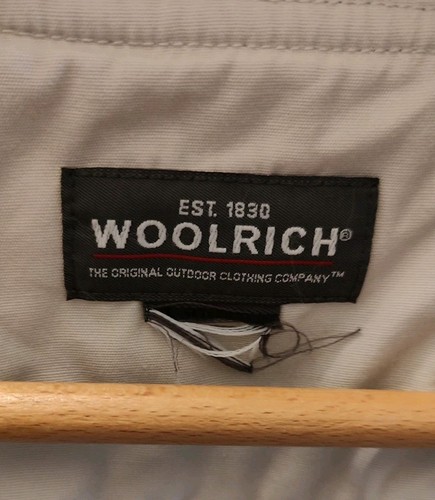 EST. 1830
WOOLRICH®
THE ORIGINAL OUTDOOR CLOTHING COMPANY™